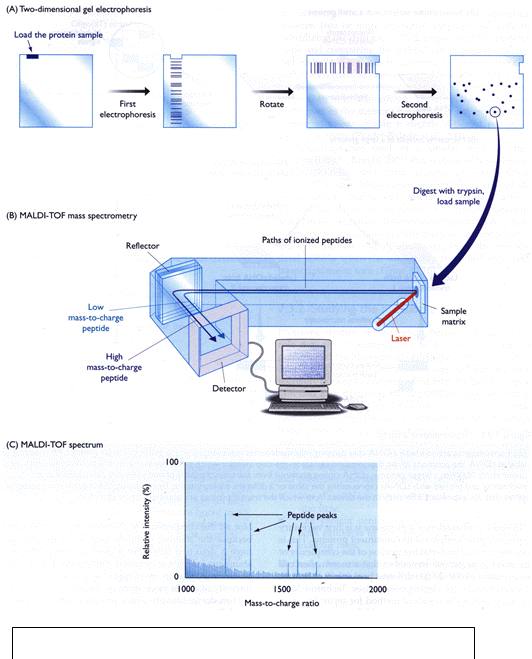 (A) Two-dimensional gel electrophoresis
Load the protein sample
First
electrophoresis
Rotate
Second
electrophoresis
Digest with trypsin,
load sample
(B) MALDI-TOF mass spectrometry
Reflector
Paths of ionized peptides
Low
mass-to-charge
peptide
Sample
matrix
Laser
High
mass-to-charge
peptide
Detector
(C) MALDI-TOF spectrum
100
Peptide peaks
Relative intensity (%)
0
1000
1500
2000
Mass-to-charge ratio